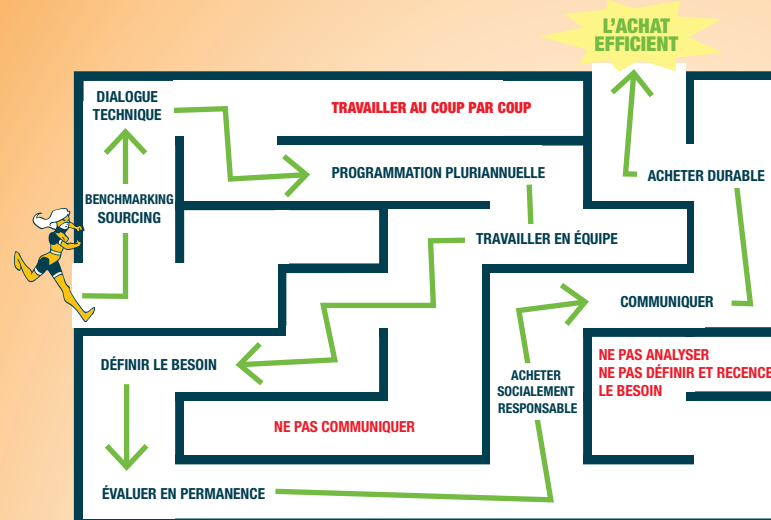 L'ACHAT
EFFICIENT
DIALOGUE
TECHNIQUE
TRAVAILLER AU COUP PAR COUP
PROGRAMMATION PLURIANNUELLE
ACHETER DURABLE
BENCHMARKING
SOURCING
TRAVAILLER EN ÉQUIPE
COMMUNIQUER
DÉFINIR LE BESOIN
NE PAS ANALYSER
NE PAS DÉFINIR ET RECENCE
LE BESOIN
ACHETER
SOCIALEMENT
RESPONSABLE
NE PAS COMMUNIQUER
ÉVALUER EN PERMANENCE